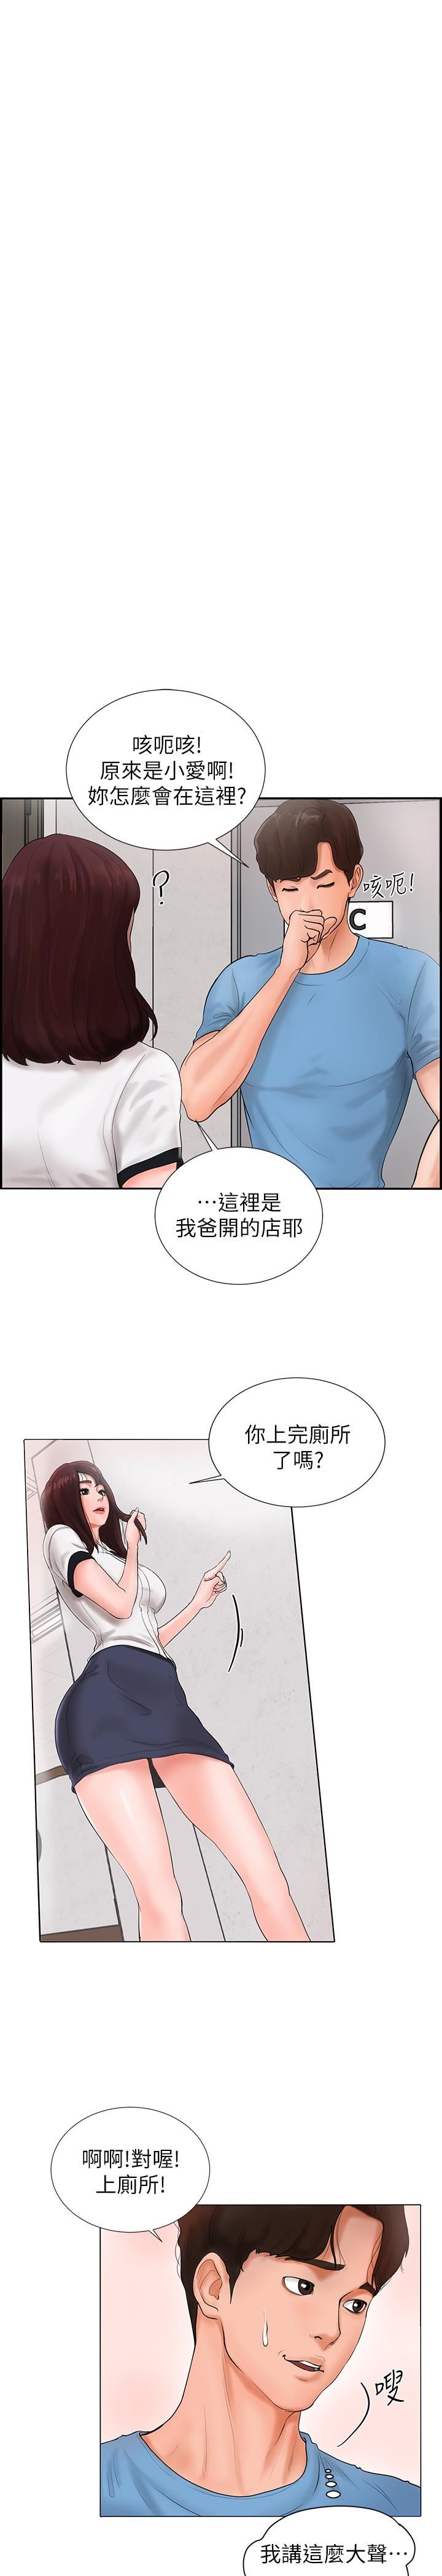 咳呃咳!
原來是小愛啊!
妳怎麼會在這裡?
?
咳呃!
C
⋯這裡是
我爸開的店耶
你上完廁所
了嗎?
啊啊!對喔!
上廁所!
嗖
我講這麼大聲⋯